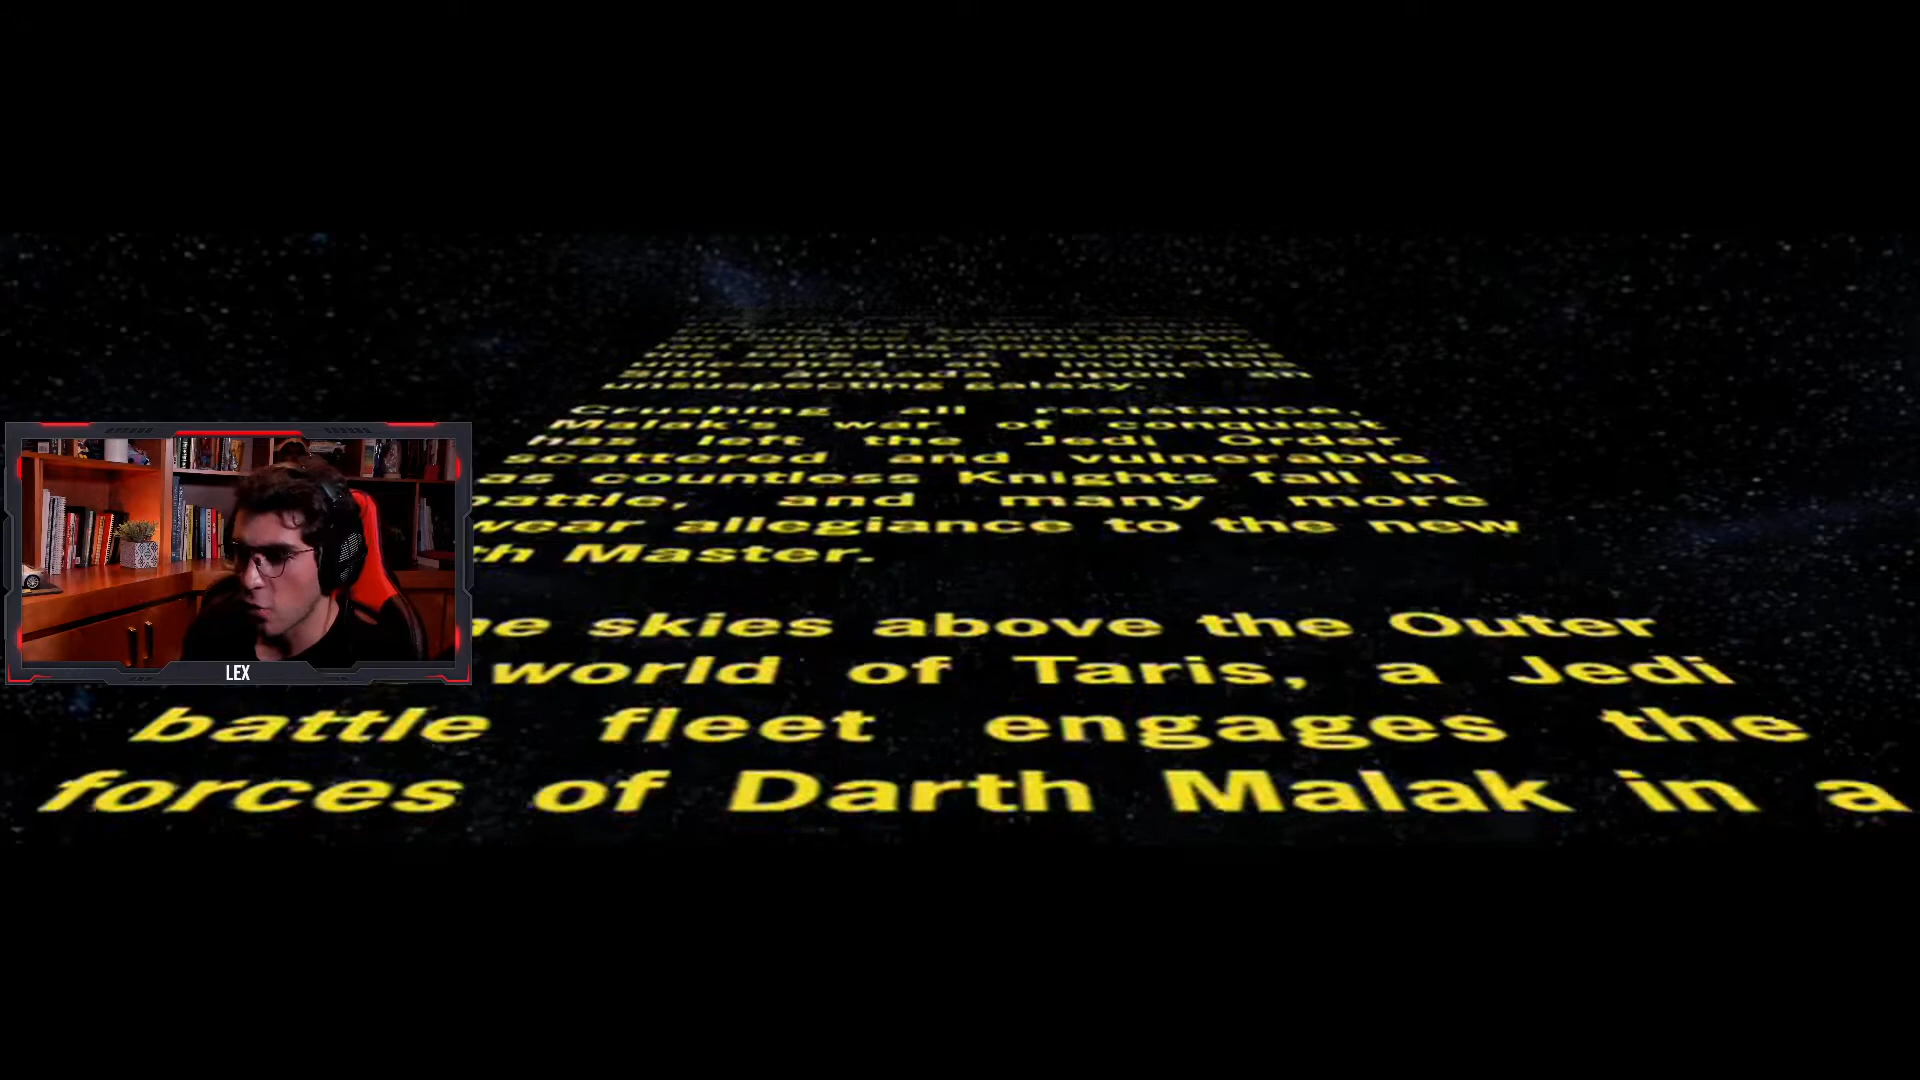 unsuspecting galaxy.
Crushing all resistance,
Malak's war of conquest
has left the Jedi Order
scattered and vulnerable
as countless Knights fall in
battle, and many more
wear allegiance to the new
th Master.
he skies above the Outer
world of Taris, a Jedi
battle fleet engages the
forces of Darth Malak in a
LEX